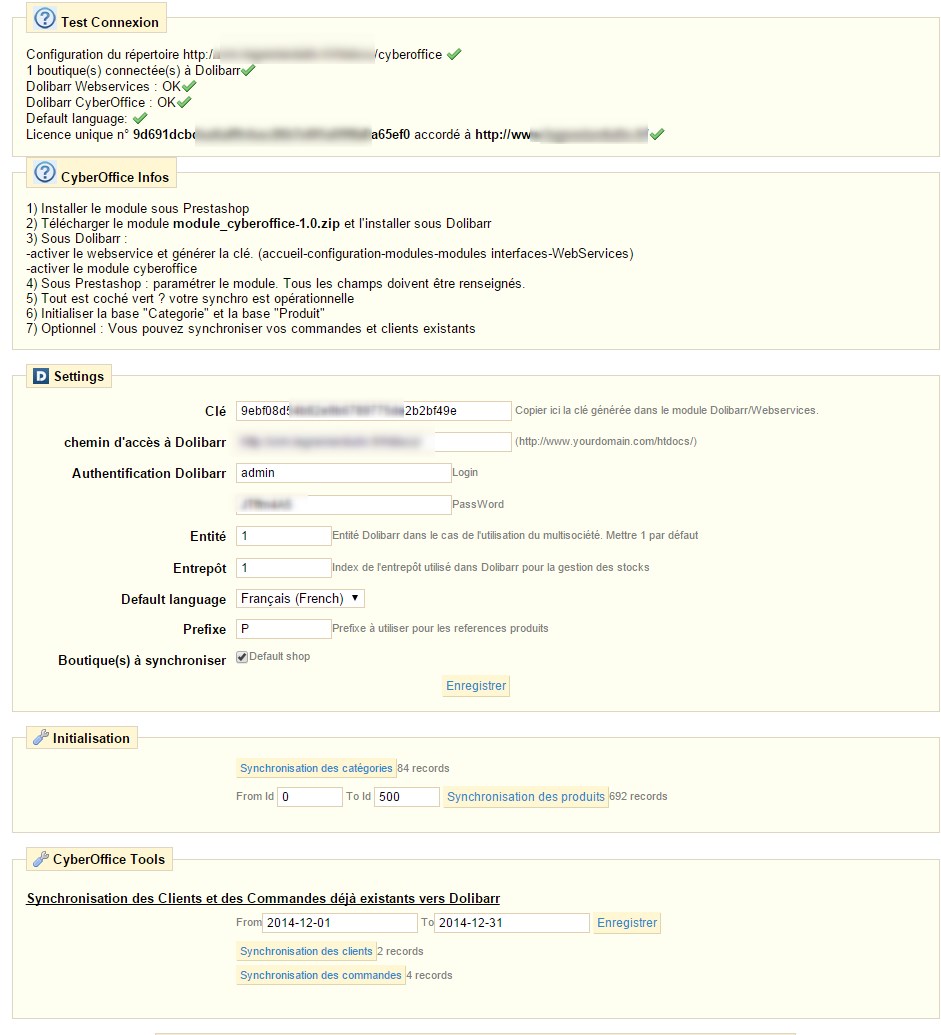 Test Connexion
Configuration du répertoire http:/ /cyberoffice
1 boutique(s) connectée(s) à Dolibarr
Dolibarr Webservices : OK
Dolibarr CyberOffice : OK
Default language:
Licence unique n° 9d691dcb a65ef0 accordé à http://ww
CyberOffice Infos
1) Installer le module sous Prestashop
2) Télécharger le module module_cyberoffice-1.0.zip et l'installer sous Dolibarr
3) Sous Dolibarr :
-activer le webservice et générer la clé. (accueil-configuration-modules-modules interfaces-WebServices)
-activer le module cyberoffice
4) Sous Prestashop : paramétrer le module. Tous les champs doivent être renseignés.
5) Tout est coché vert ? votre synchro est opérationnelle
6) Initialiser la base "Categorie" et la base "Produit"
7) Optionnel : Vous pouvez synchroniser vos commandes et clients existants
D Settings
Clé 9ebf08d5 2b2bf49e Copier ici la clé générée dans le module Dolibarr/Webservices.
chemin d'accès à Dolibarr (http://www.yourdomain.com/htdocs/)
Authentification Dolibarr admin Login
PassWord
Entité 1 Entité Dolibarr dans le cas de l'utilisation du multisociété. Mettre 1 par défaut
Entrepôt 1 Index de l'entrepôt utilisé dans Dolibarr pour la gestion des stocks
Default language Français (French)
Prefixe P Prefixe à utiliser pour les references produits
Boutique(s) à synchroniser Default shop
Enregistrer
Initialisation
Synchronisation des catégories 84 records
From Id 0 To Id 500 Synchronisation des produits 692 records
CyberOffice Tools
Synchronisation des Clients et des Commandes déjà existants vers Dolibarr
From 2014-12-01 To 2014-12-31 Enregistrer
Synchronisation des clients 2 records
Synchronisation des commandes 4 records